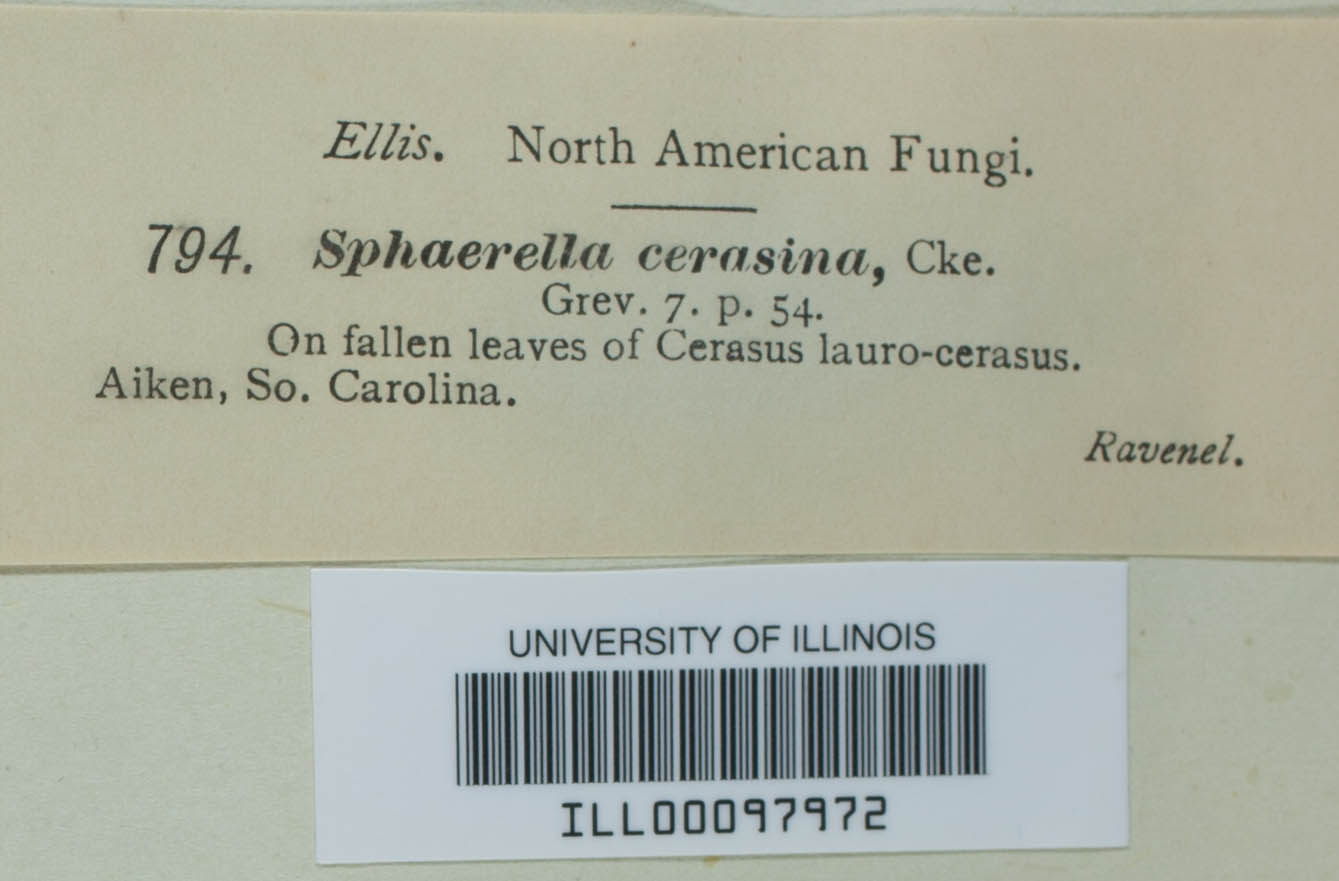 Ellis. North American Fungi.
794. Sphaerella cerasina, Cke.
Grev. 7. p. 54.
On fallen leaves of Cerasus lauro-cerasus.
Aiken, So. Carolina.
Ravenel.
UNIVERSITY OF ILLINOIS
ILL00097972